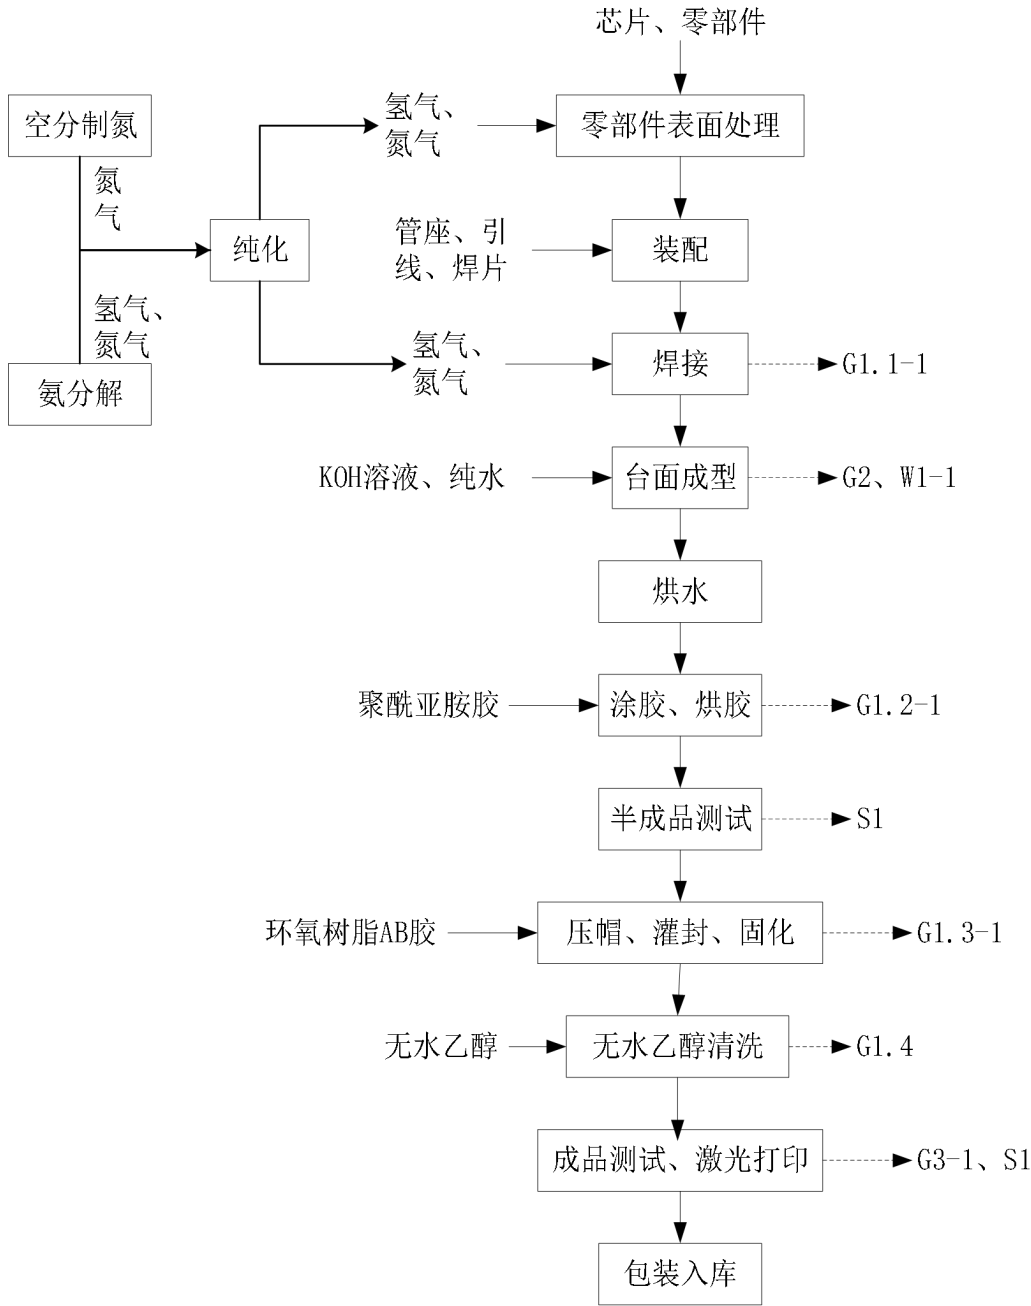 芯片、零部件
空分制氮
氢气、
氮气
零部件表面处理
氮
气
纯化
管座、引
线、焊片
装配
氢气、
氮气
氨分解
氢气、
氮气
焊接
G1.1-1
KOH溶液、纯水
台面成型
G2、W1-1
烘水
聚酰亚胺胶
涂胶、烘胶
G1.2-1
半成品测试
S1
环氧树脂AB胶
压帽、灌封、固化
G1.3-1
无水乙醇
无水乙醇清洗
G1.4
成品测试、激光打印
G3-1、S1
包装入库